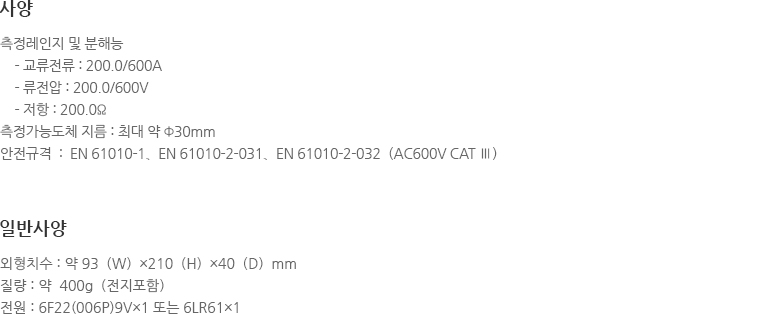 사양
측정레인지 및 분해능
- 교류전류 : 200.0/600A
- 류전압 : 200.0/600V
- 저항 : 200.0Ω
측정가능도체 지름 : 최대 약 Φ30mm
안전규격 : EN 61010-1、EN 61010-2-031、EN 61010-2-032（AC600V CAT Ⅲ）
일반사양
외형치수 : 약 93（W）×210（H）×40（D）mm
질량 : 약 400g（전지포함）
전원 : 6F22(006P)9V×1 또는 6LR61×1